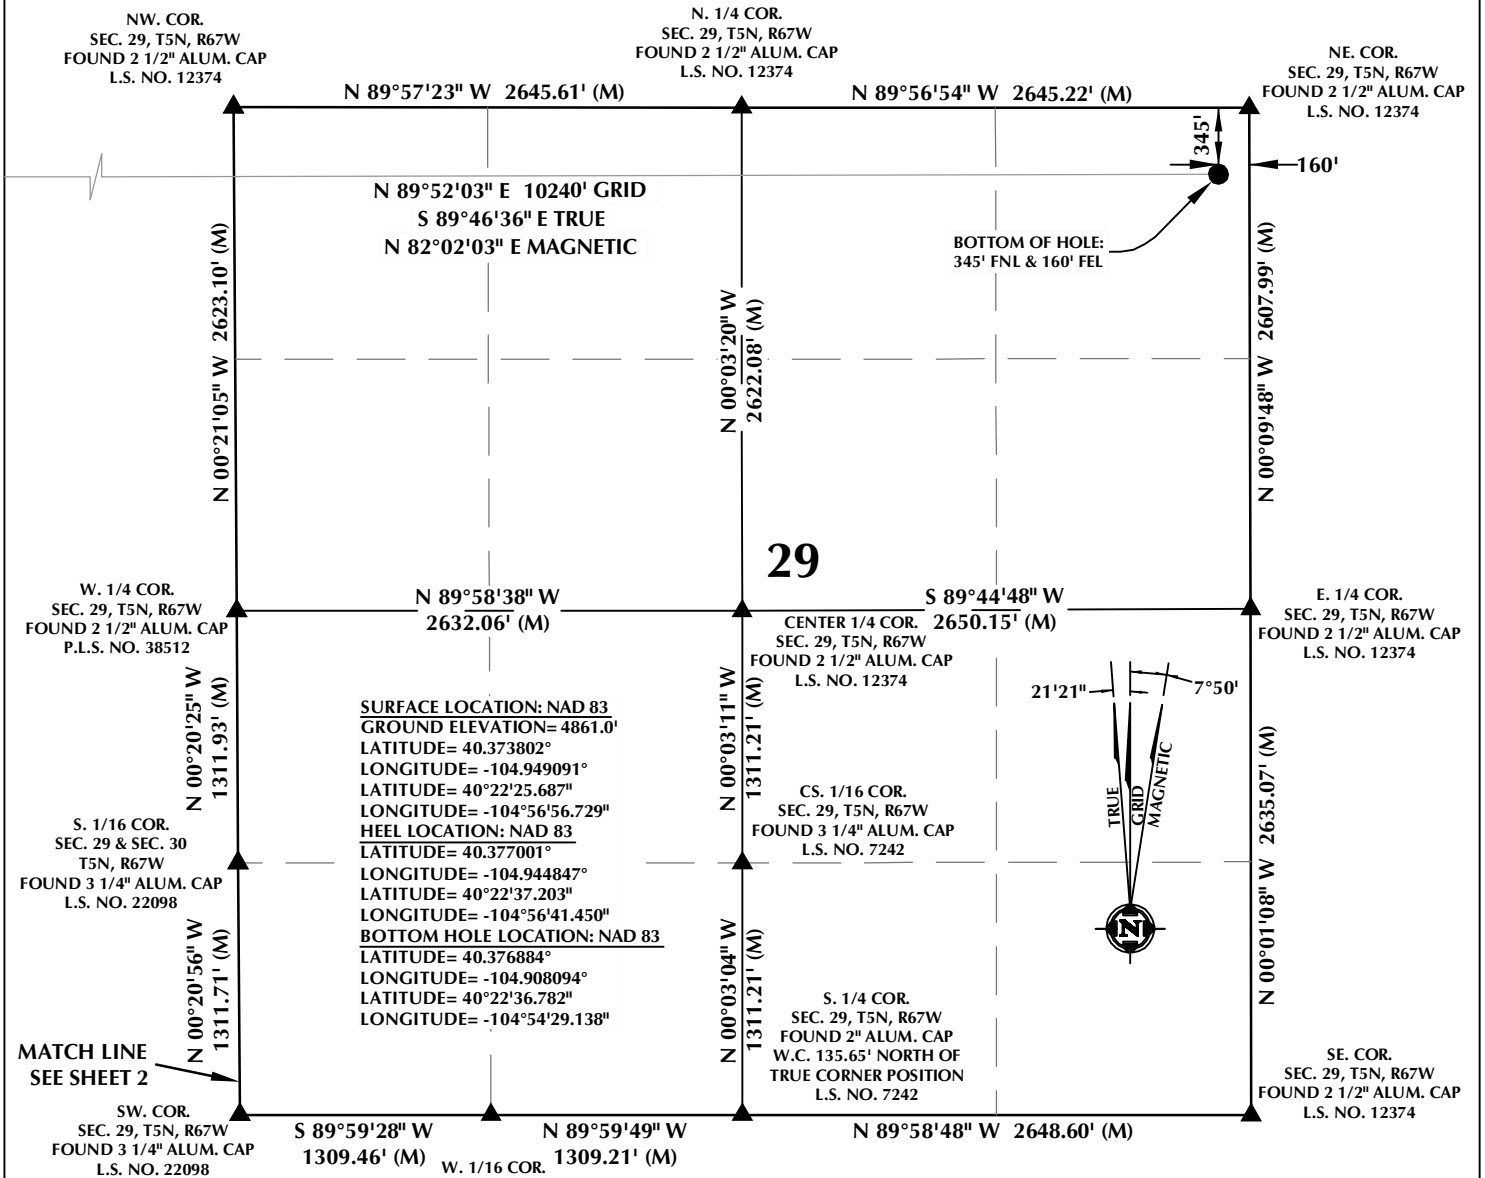 NW. COR.
SEC. 29, T5N, R67W
FOUND 2 1/2" ALUM. CAP
L.S. NO. 12374
N. 1/4 COR.
SEC. 29, T5N, R67W
FOUND 2 1/2" ALUM. CAP
L.S. NO. 12374
NE. COR.
SEC. 29, T5N, R67W
FOUND 2 1/2" ALUM. CAP
L.S. NO. 12374
N 89°57'23" W 2645.61' (M)
N 89°56'54" W 2645.22' (M)
345'
160'
N 89°52'03" E 10240' GRID
S 89°46'36" E TRUE
N 82°02'03" E MAGNETIC
BOTTOM OF HOLE:
345' FNL & 160' FEL
N 00°21'05" W 2623.10' (M)
N 00°03'20" W
2622.08' (M)
N 00°09'48" W 2607.99' (M)
29
W. 1/4 COR.
SEC. 29, T5N, R67W
FOUND 2 1/2" ALUM. CAP
P.L.S. NO. 38512
N 89°58'38" W
2632.06' (M)
S 89°44'48" W
2650.15' (M)
CENTER 1/4 COR.
SEC. 29, T5N, R67W
FOUND 2 1/2" ALUM. CAP
L.S. NO. 12374
E. 1/4 COR.
SEC. 29, T5N, R67W
FOUND 2 1/2" ALUM. CAP
L.S. NO. 12374
N 00°20'25" W
1311.93' (M)
SURFACE LOCATION: NAD 83
GROUND ELEVATION= 4861.0'
LATITUDE= 40.373802°
LONGITUDE= -104.949091°
LATITUDE= 40°22'25.687"
LONGITUDE= -104°56'56.729"
HEEL LOCATION: NAD 83
LATITUDE= 40.377001°
LONGITUDE= -104.944847°
LATITUDE= 40°22'37.203"
LONGITUDE= -104°56'41.450"
BOTTOM HOLE LOCATION: NAD 83
LATITUDE= 40.376884°
LONGITUDE= -104.908094°
LATITUDE= 40°22'36.782"
LONGITUDE= -104°54'29.138"
N 00°03'11" W
1311.21' (M)
21'21"
7°50'
TRUE
GRID
MAGNETIC
N
N 00°01'08" W 2635.07' (M)
S. 1/16 COR.
SEC. 29 & SEC. 30
T5N, R67W
FOUND 3 1/4" ALUM. CAP
L.S. NO. 22098
CS. 1/16 COR.
SEC. 29, T5N, R67W
FOUND 3 1/4" ALUM. CAP
L.S. NO. 7242
N 00°20'56" W
1311.71' (M)
N 00°03'04" W
1311.21' (M)
S. 1/4 COR.
SEC. 29, T5N, R67W
FOUND 2" ALUM. CAP
W.C. 135.65' NORTH OF
TRUE CORNER POSITION
L.S. NO. 7242
MATCH LINE
SEE SHEET 2
SE. COR.
SEC. 29, T5N, R67W
FOUND 2 1/2" ALUM. CAP
L.S. NO. 12374
SW. COR.
SEC. 29, T5N, R67W
FOUND 3 1/4" ALUM. CAP
L.S. NO. 22098
S 89°59'28" W
1309.46' (M)
W. 1/16 COR.
N 89°59'49" W
1309.21' (M)
N 89°58'48" W 2648.60' (M)